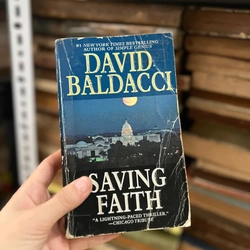 #1 NEW YORK TIMES BESTSELLING
AUTHOR OF SIMPLE GENIUS
DAVID
BALDACCI
SAVING
FAITH
"A LIGHTNING-PACED THRILLER."
—CHICAGO TRIBUNE